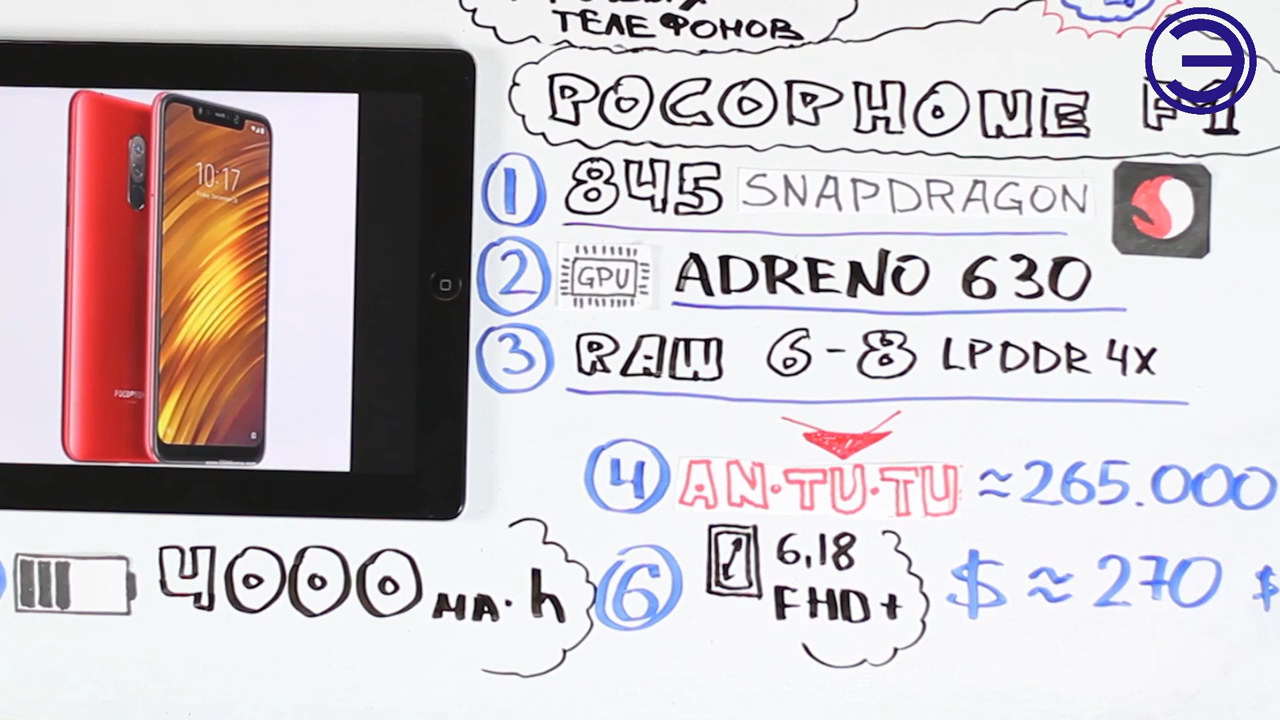 ТЕЛЕФОНОВ
POCOPHONE F1
10:17
1 845 SNAPDRAGON
2 GPU ADRENO 630
3 RAW 6-8 LPDDR 4X
4 AN·TU·TU ≈265.000
4000 мA·h
6 6,18 FHD+
$ ≈ 270 $